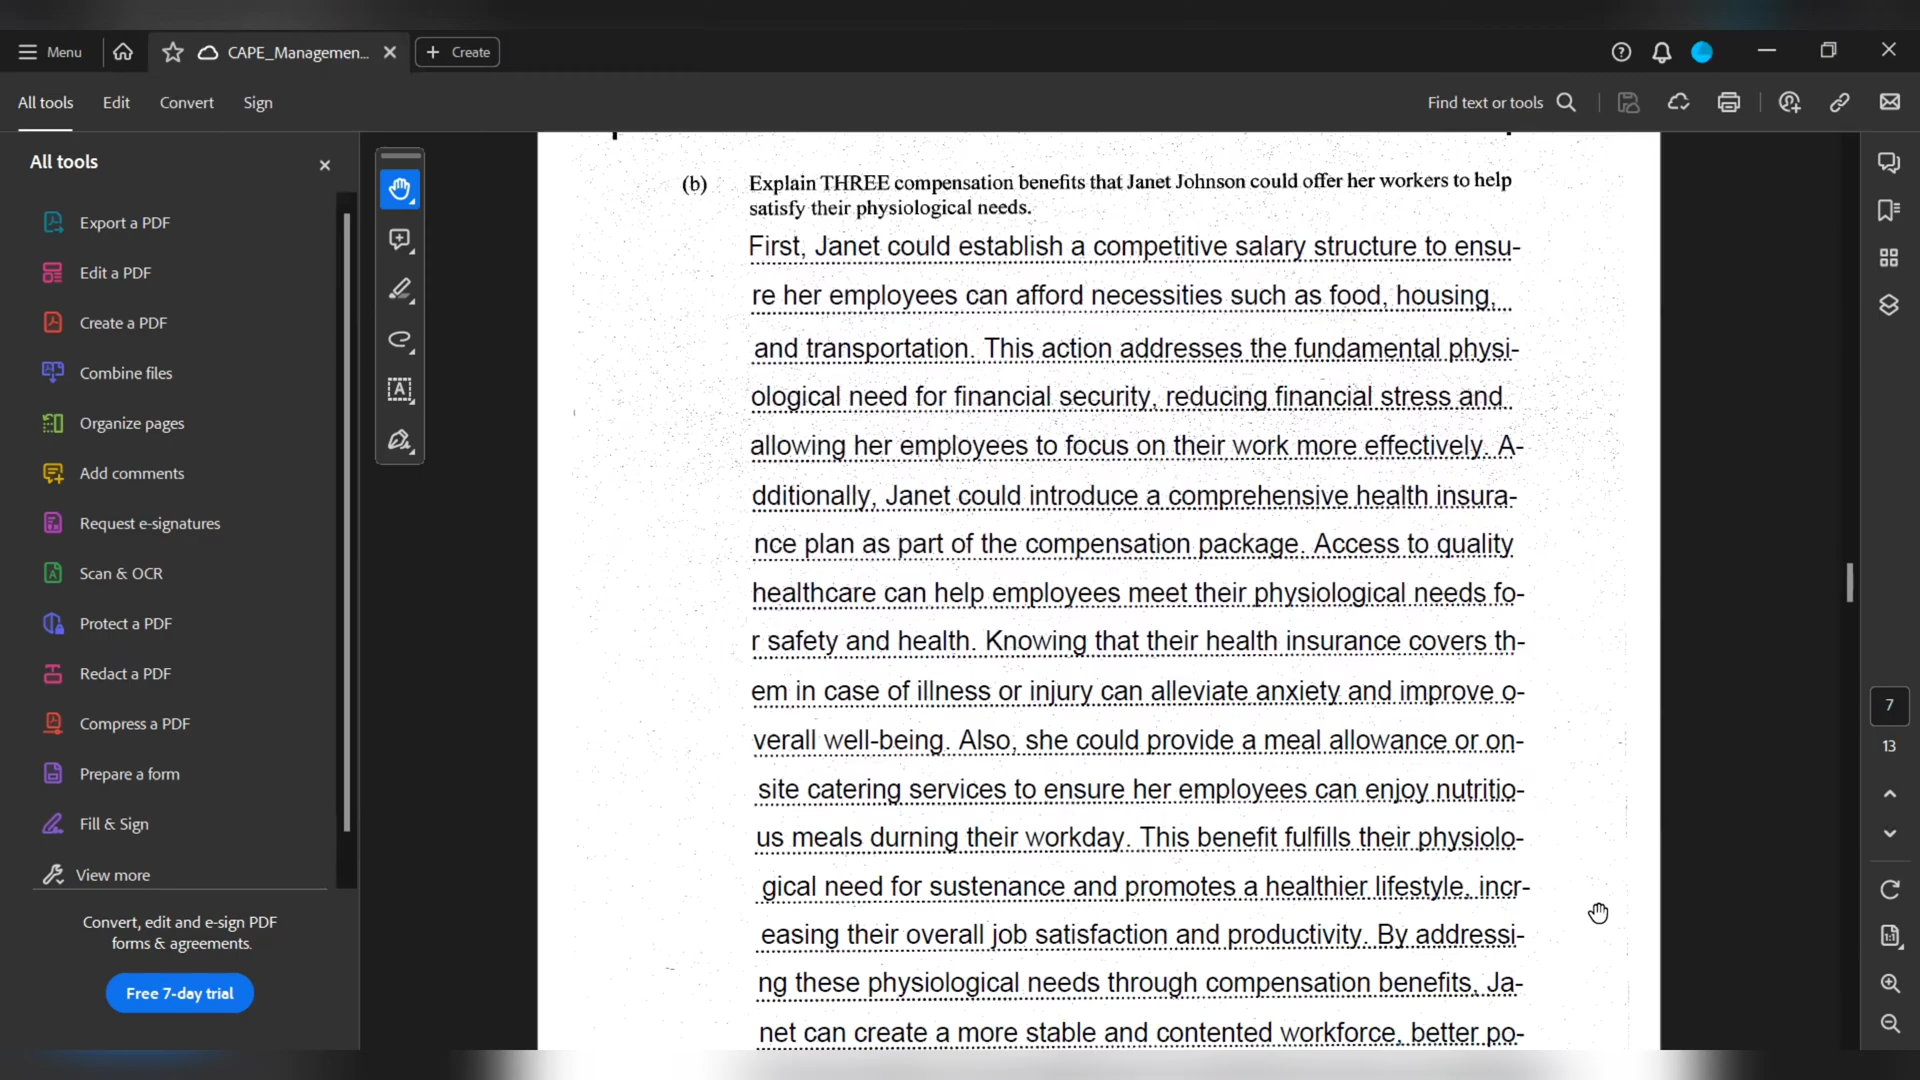 Menu
CAPE_Managemen...
Create
All tools
Edit
Convert
Sign
Find text or tools
All tools
Export a PDF
Edit a PDF
Create a PDF
Combine files
Organize pages
Add comments
Request e-signatures
Scan & OCR
Protect a PDF
Redact a PDF
Compress a PDF
Prepare a form
Fill & Sign
View more
Convert, edit and e-sign PDF
forms & agreements.
Free 7-day trial
(b) Explain THREE compensation benefits that Janet Johnson could offer her workers to help
satisfy their physiological needs.
First, Janet could establish a competitive salary structure to ensu-
re her employees can afford necessities such as food, housing,
and transportation. This action addresses the fundamental physi-
ological need for financial security, reducing financial stress and
allowing her employees to focus on their work more effectively. A-
dditionally, Janet could introduce a comprehensive health insura-
nce plan as part of the compensation package. Access to quality
healthcare can help employees meet their physiological needs fo-
r safety and health. Knowing that their health insurance covers th-
em in case of illness or injury can alleviate anxiety and improve o-
verall well-being. Also, she could provide a meal allowance or on-
site catering services to ensure her employees can enjoy nutritio-
us meals durning their workday. This benefit fulfills their physiolo-
gical need for sustenance and promotes a healthier lifestyle, incr-
easing their overall job satisfaction and productivity. By addressi-
ng these physiological needs through compensation benefits, Ja-
net can create a more stable and contented workforce, better po-
7
13